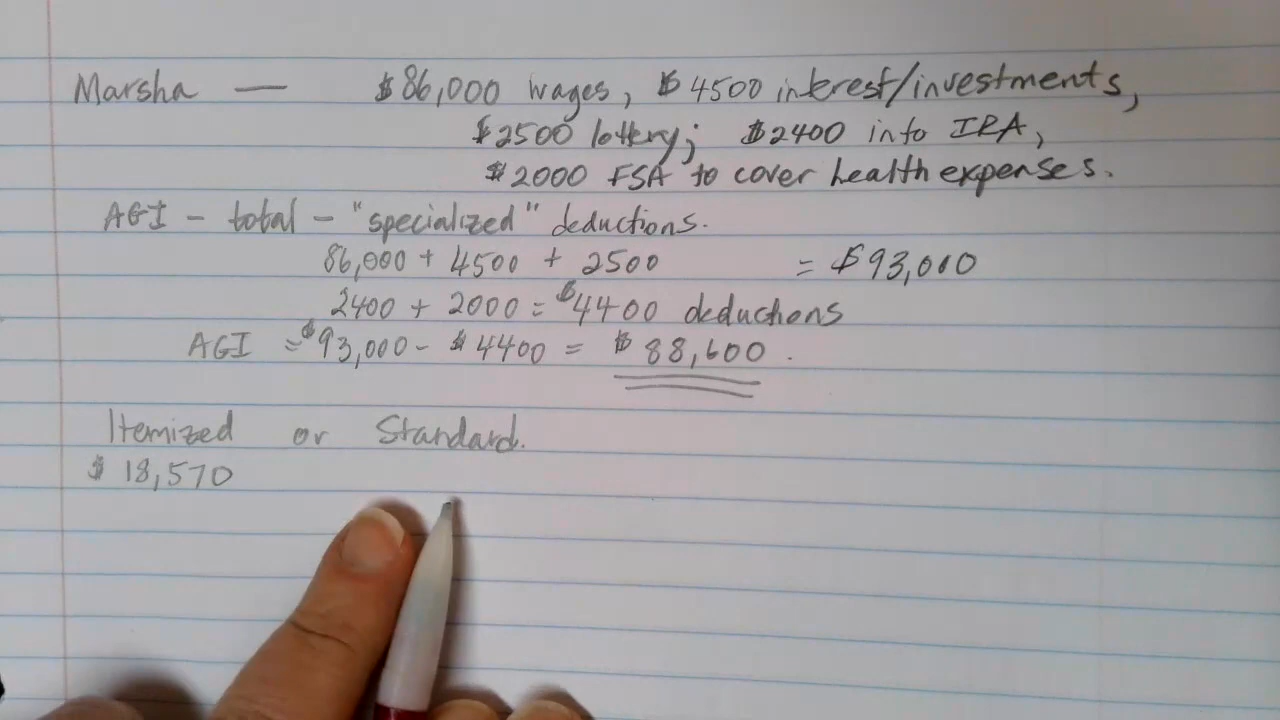 Marsha — $86,000 wages, $4500 interest/investments,
$2500 lottery; $2400 into IRA,
$2000 FSA to cover health expenses.
AGI - total - "specialized" deductions.
86,000 + 4500 + 2500 = $93,000
2400 + 2000 = $4400 deductions
AGI = $93,000 - $4400 = $88,600.
Itemized or Standard.
$18,570